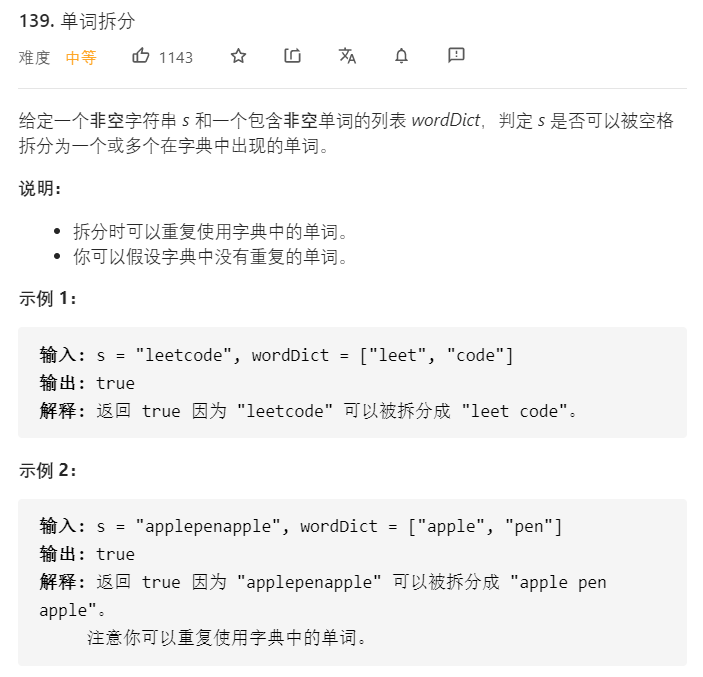 139. 单词拆分
难度 中等 1143
给定一个非空字符串 s 和一个包含非空单词的列表 wordDict，判定 s 是否可以被空格
拆分为一个或多个在字典中出现的单词。
说明：
• 拆分时可以重复使用字典中的单词。
• 你可以假设字典中没有重复的单词。
示例 1：
输入: s = "leetcode", wordDict = ["leet", "code"]
输出: true
解释: 返回 true 因为 "leetcode" 可以被拆分成 "leet code"。
示例 2：
输入: s = "applepenapple", wordDict = ["apple", "pen"]
输出: true
解释: 返回 true 因为 "applepenapple" 可以被拆分成 "apple pen
apple"。
注意你可以重复使用字典中的单词。